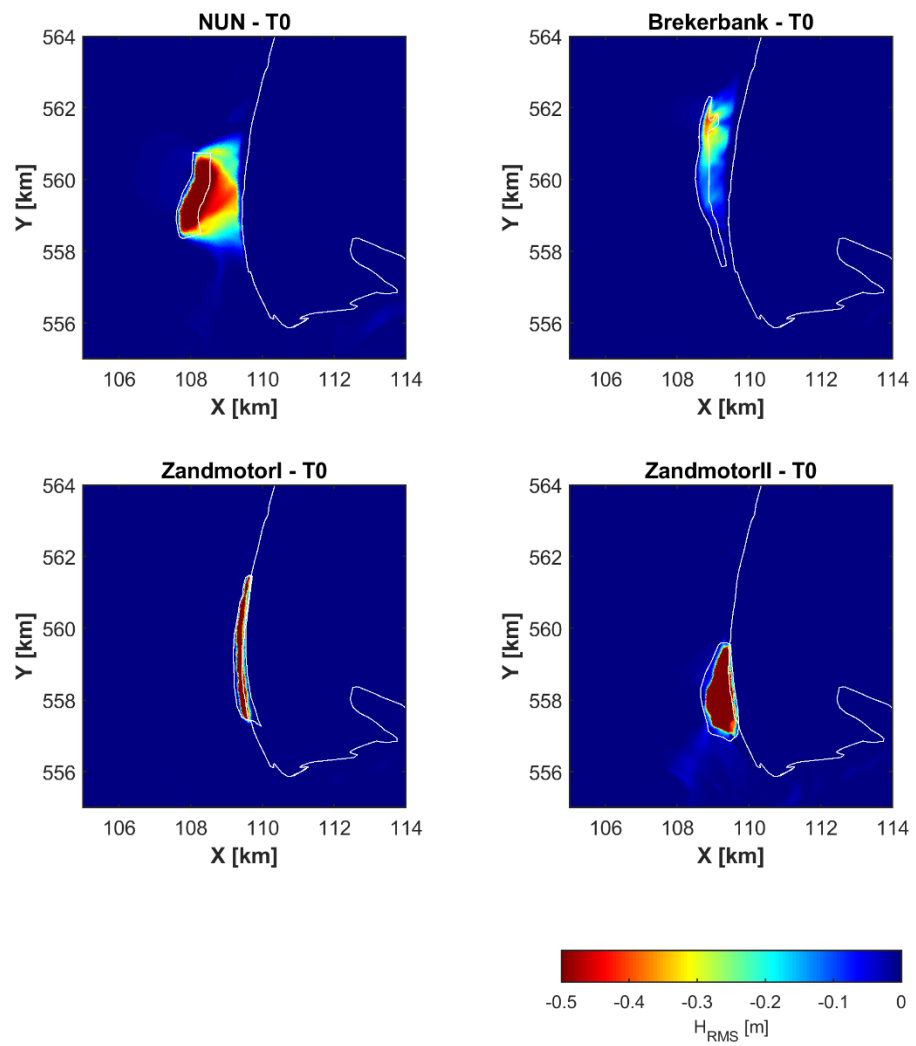 NUN - T0
564
562
560
558
556
Y [km]
106 108 110 112 114
X [km]
Brekerbank - T0
564
562
560
558
556
Y [km]
106 108 110 112 114
X [km]
ZandmotorI - T0
564
562
560
558
556
Y [km]
106 108 110 112 114
X [km]
ZandmotorII - T0
564
562
560
558
556
Y [km]
106 108 110 112 114
X [km]
-0.5 -0.4 -0.3 -0.2 -0.1 0
H_RMS [m]